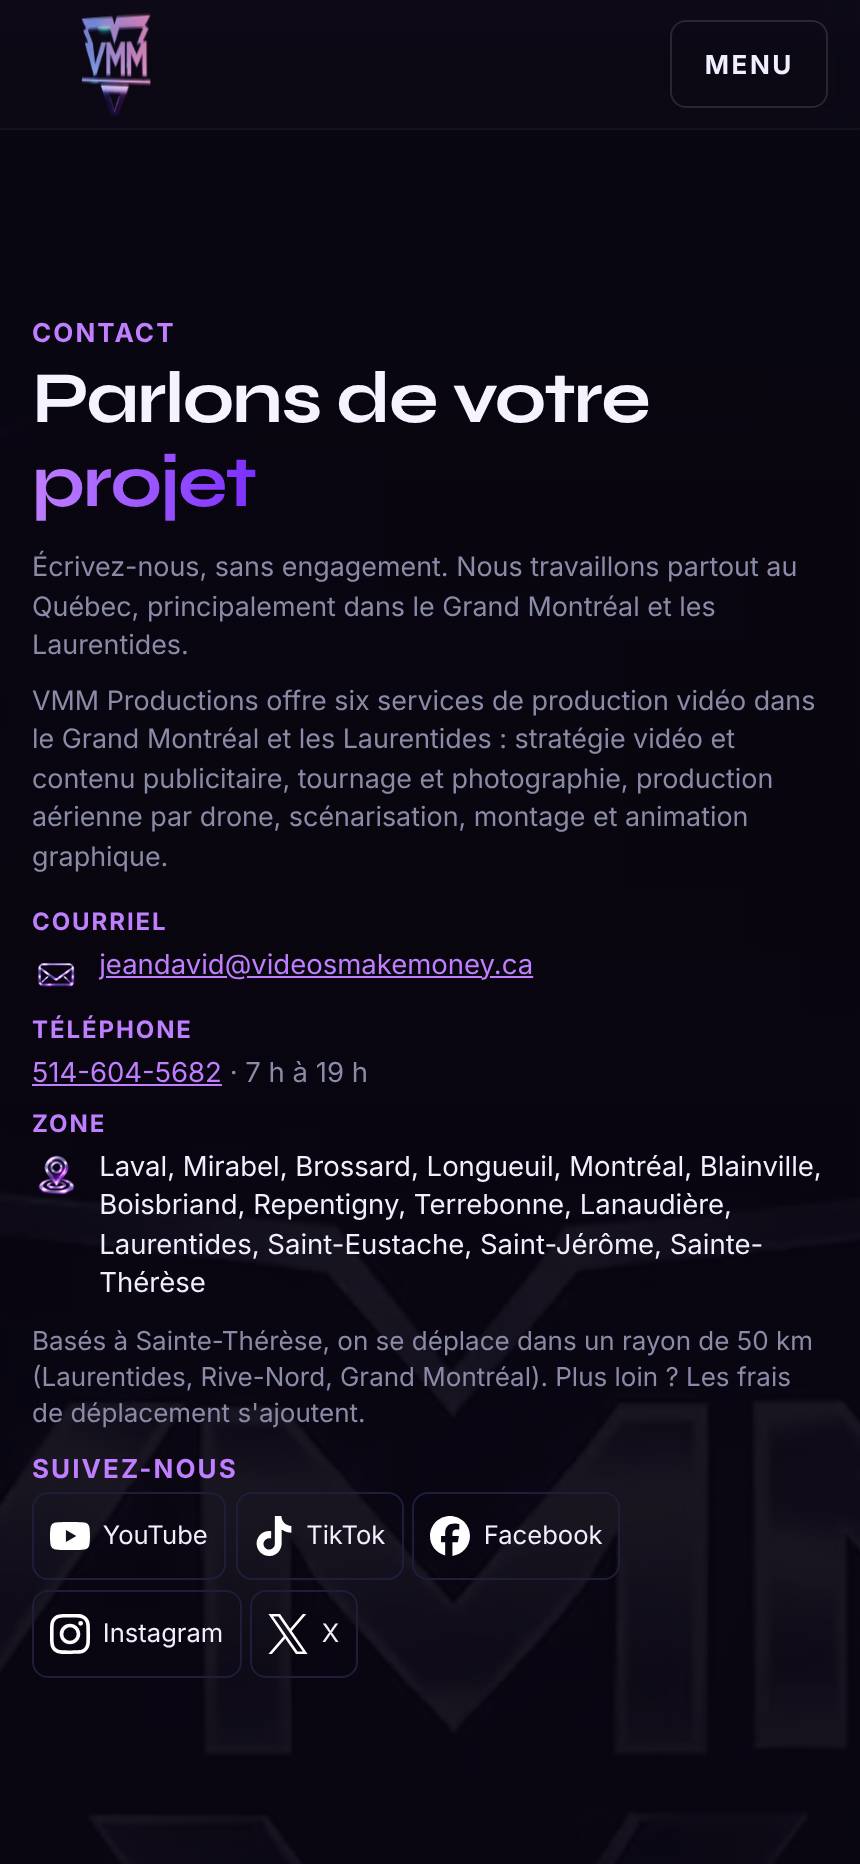 VMM
MENU
CONTACT
Parlons de votre
projet
Écrivez-nous, sans engagement. Nous travaillons partout au
Québec, principalement dans le Grand Montréal et les
Laurentides.
VMM Productions offre six services de production vidéo dans
le Grand Montréal et les Laurentides : stratégie vidéo et
contenu publicitaire, tournage et photographie, production
aérienne par drone, scénarisation, montage et animation
graphique.
COURRIEL
jeandavid@videosmakemoney.ca
TÉLÉPHONE
514-604-5682 · 7 h à 19 h
ZONE
Laval, Mirabel, Brossard, Longueuil, Montréal, Blainville,
Boisbriand, Repentigny, Terrebonne, Lanaudière,
Laurentides, Saint-Eustache, Saint-Jérôme, Sainte-
Thérèse
Basés à Sainte-Thérèse, on se déplace dans un rayon de 50 km
(Laurentides, Rive-Nord, Grand Montréal). Plus loin ? Les frais
de déplacement s'ajoutent.
SUIVEZ-NOUS
YouTube TikTok Facebook
Instagram X